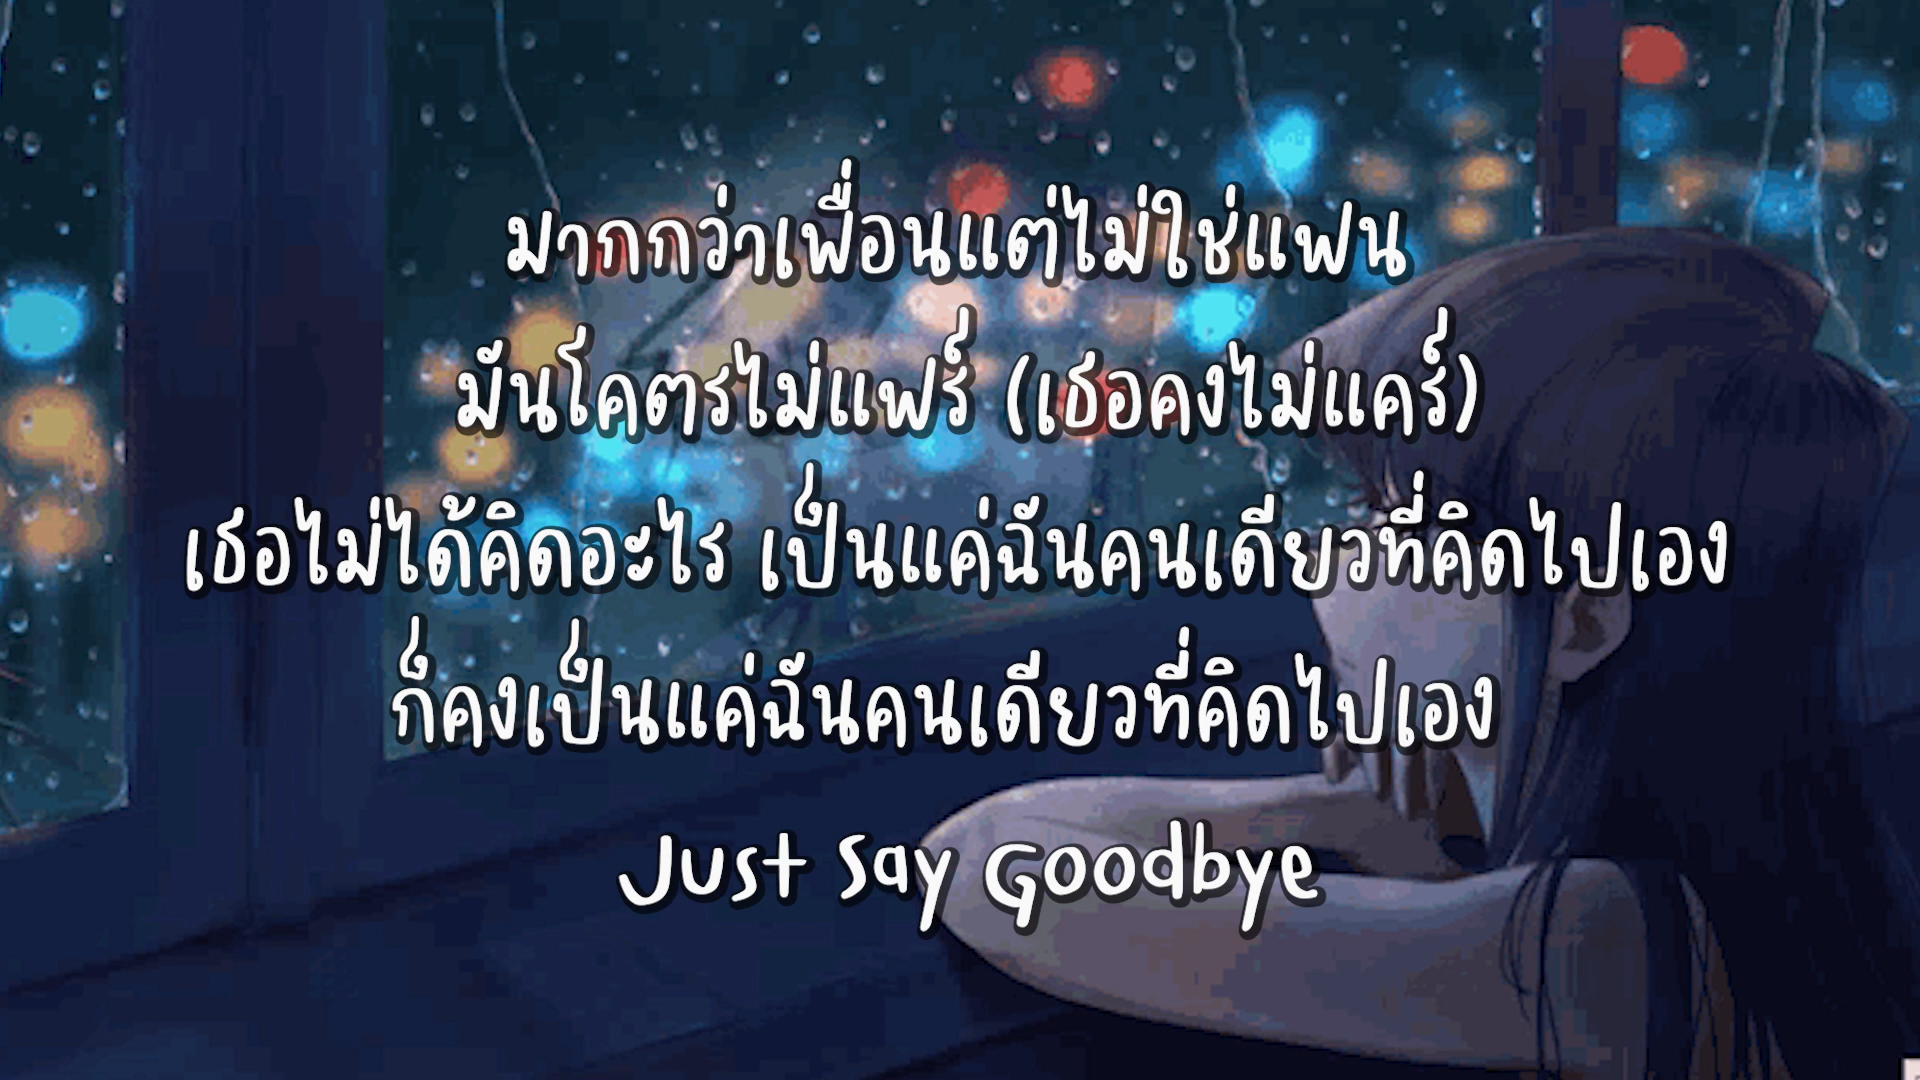 มากกว่าเพื่อนแต่ไม่ใช่แฟน
มันโคตรไม่แฟร์ (เธอคงไม่แคร์)
เธอไม่ได้คิดอะไร เป็นแค่ฉันคนเดียวที่คิดไปเอง
ก็คงเป็นแค่ฉันคนเดียวที่คิดไปเอง
Just Say Goodbye